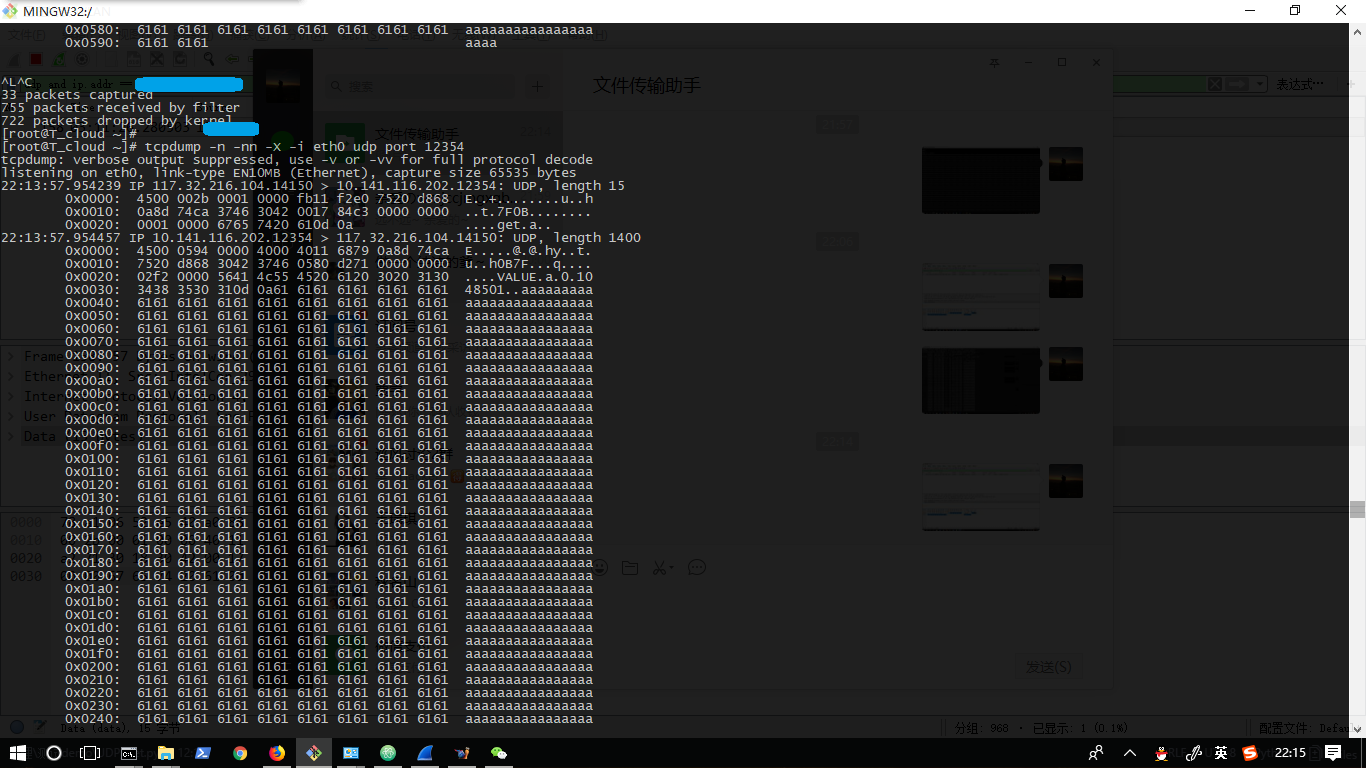 MINGW32:/
0x0580: 6161 6161 6161 6161 6161 6161 6161 6161 aaaaaaaaaaaaaaaa
0x0590: 6161 6161 aaaa
^L^C
33 packets captured
755 packets received by filter
722 packets dropped by kernel
[root@T_cloud ~]#
[root@T_cloud ~]# tcpdump -n -nn -X -i eth0 udp port 12354
tcpdump: verbose output suppressed, use -v or -vv for full protocol decode
listening on eth0, link-type EN10MB (Ethernet), capture size 65535 bytes
22:13:57.954239 IP 117.32.216.104.14150 > 10.141.116.202.12354: UDP, length 15
0x0000: 4500 002b 0001 0000 fb11 f2e0 7520 d868 E..+........u..h
0x0010: 0a8d 74ca 3746 3042 0017 84c3 0000 0000 ..t.7F0B........
0x0020: 0001 0000 6765 7420 610d 0a ....get.a..
22:13:57.954457 IP 10.141.116.202.12354 > 117.32.216.104.14150: UDP, length 1400
0x0000: 4500 0594 0000 4000 4011 6879 0a8d 74ca E.....@.@.hy..t.
0x0010: 7520 d868 3042 3746 0580 d271 0000 0000 u..h0B7F...q....
0x0020: 02f2 0000 5641 4c55 4520 6120 3020 3130 ....VALUE.a.0.10
0x0030: 3438 3530 310d 0a61 6161 6161 6161 6161 48501..aaaaaaaaa
0x0040: 6161 6161 6161 6161 6161 6161 6161 6161 aaaaaaaaaaaaaaaa
0x0050: 6161 6161 6161 6161 6161 6161 6161 6161 aaaaaaaaaaaaaaaa
0x0060: 6161 6161 6161 6161 6161 6161 6161 6161 aaaaaaaaaaaaaaaa
0x0070: 6161 6161 6161 6161 6161 6161 6161 6161 aaaaaaaaaaaaaaaa
0x0080: 6161 6161 6161 6161 6161 6161 6161 6161 aaaaaaaaaaaaaaaa
0x0090: 6161 6161 6161 6161 6161 6161 6161 6161 aaaaaaaaaaaaaaaa
0x00a0: 6161 6161 6161 6161 6161 6161 6161 6161 aaaaaaaaaaaaaaaa
0x00b0: 6161 6161 6161 6161 6161 6161 6161 6161 aaaaaaaaaaaaaaaa
0x00c0: 6161 6161 6161 6161 6161 6161 6161 6161 aaaaaaaaaaaaaaaa
0x00d0: 6161 6161 6161 6161 6161 6161 6161 6161 aaaaaaaaaaaaaaaa
0x00e0: 6161 6161 6161 6161 6161 6161 6161 6161 aaaaaaaaaaaaaaaa
0x00f0: 6161 6161 6161 6161 6161 6161 6161 6161 aaaaaaaaaaaaaaaa
0x0100: 6161 6161 6161 6161 6161 6161 6161 6161 aaaaaaaaaaaaaaaa
0x0110: 6161 6161 6161 6161 6161 6161 6161 6161 aaaaaaaaaaaaaaaa
0x0120: 6161 6161 6161 6161 6161 6161 6161 6161 aaaaaaaaaaaaaaaa
0x0130: 6161 6161 6161 6161 6161 6161 6161 6161 aaaaaaaaaaaaaaaa
0x0140: 6161 6161 6161 6161 6161 6161 6161 6161 aaaaaaaaaaaaaaaa
0x0150: 6161 6161 6161 6161 6161 6161 6161 6161 aaaaaaaaaaaaaaaa
0x0160: 6161 6161 6161 6161 6161 6161 6161 6161 aaaaaaaaaaaaaaaa
0x0170: 6161 6161 6161 6161 6161 6161 6161 6161 aaaaaaaaaaaaaaaa
0x0180: 6161 6161 6161 6161 6161 6161 6161 6161 aaaaaaaaaaaaaaaa
0x0190: 6161 6161 6161 6161 6161 6161 6161 6161 aaaaaaaaaaaaaaaa
0x01a0: 6161 6161 6161 6161 6161 6161 6161 6161 aaaaaaaaaaaaaaaa
0x01b0: 6161 6161 6161 6161 6161 6161 6161 6161 aaaaaaaaaaaaaaaa
0x01c0: 6161 6161 6161 6161 6161 6161 6161 6161 aaaaaaaaaaaaaaaa
0x01d0: 6161 6161 6161 6161 6161 6161 6161 6161 aaaaaaaaaaaaaaaa
0x01e0: 6161 6161 6161 6161 6161 6161 6161 6161 aaaaaaaaaaaaaaaa
0x01f0: 6161 6161 6161 6161 6161 6161 6161 6161 aaaaaaaaaaaaaaaa
0x0200: 6161 6161 6161 6161 6161 6161 6161 6161 aaaaaaaaaaaaaaaa
0x0210: 6161 6161 6161 6161 6161 6161 6161 6161 aaaaaaaaaaaaaaaa
0x0220: 6161 6161 6161 6161 6161 6161 6161 6161 aaaaaaaaaaaaaaaa
0x0230: 6161 6161 6161 6161 6161 6161 6161 6161 aaaaaaaaaaaaaaaa
0x0240: 6161 6161 6161 6161 6161 6161 6161 6161 aaaaaaaaaaaaaaaa
搜索
文件传输助手
文件传输助手
表达式…
发送(S)
Data (data), 15 字节
分组: 968 · 已显示: 1 (0.1%)
配置文件: Defau
英
22:15